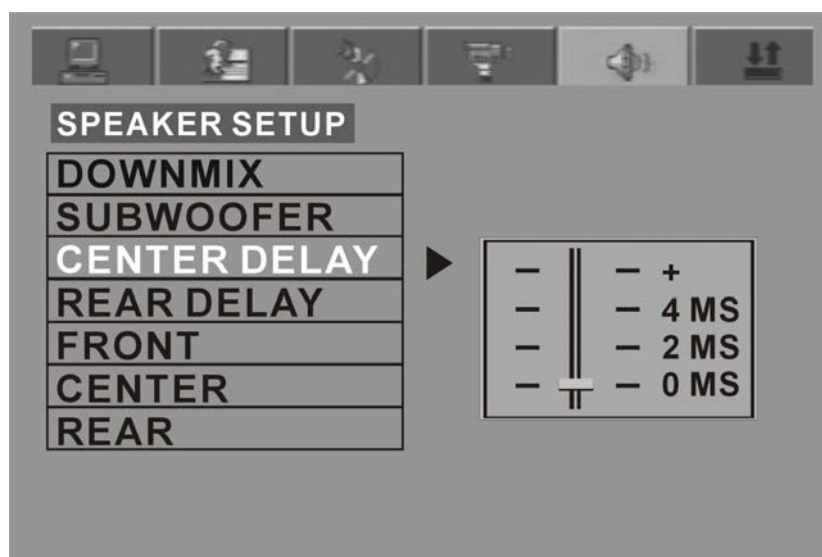 SPEAKER SETUP
DOWNMIX
SUBWOOFER
CENTER DELAY
REAR DELAY
FRONT
CENTER
REAR
– – +
– – 4 MS
– – 2 MS
– – 0 MS